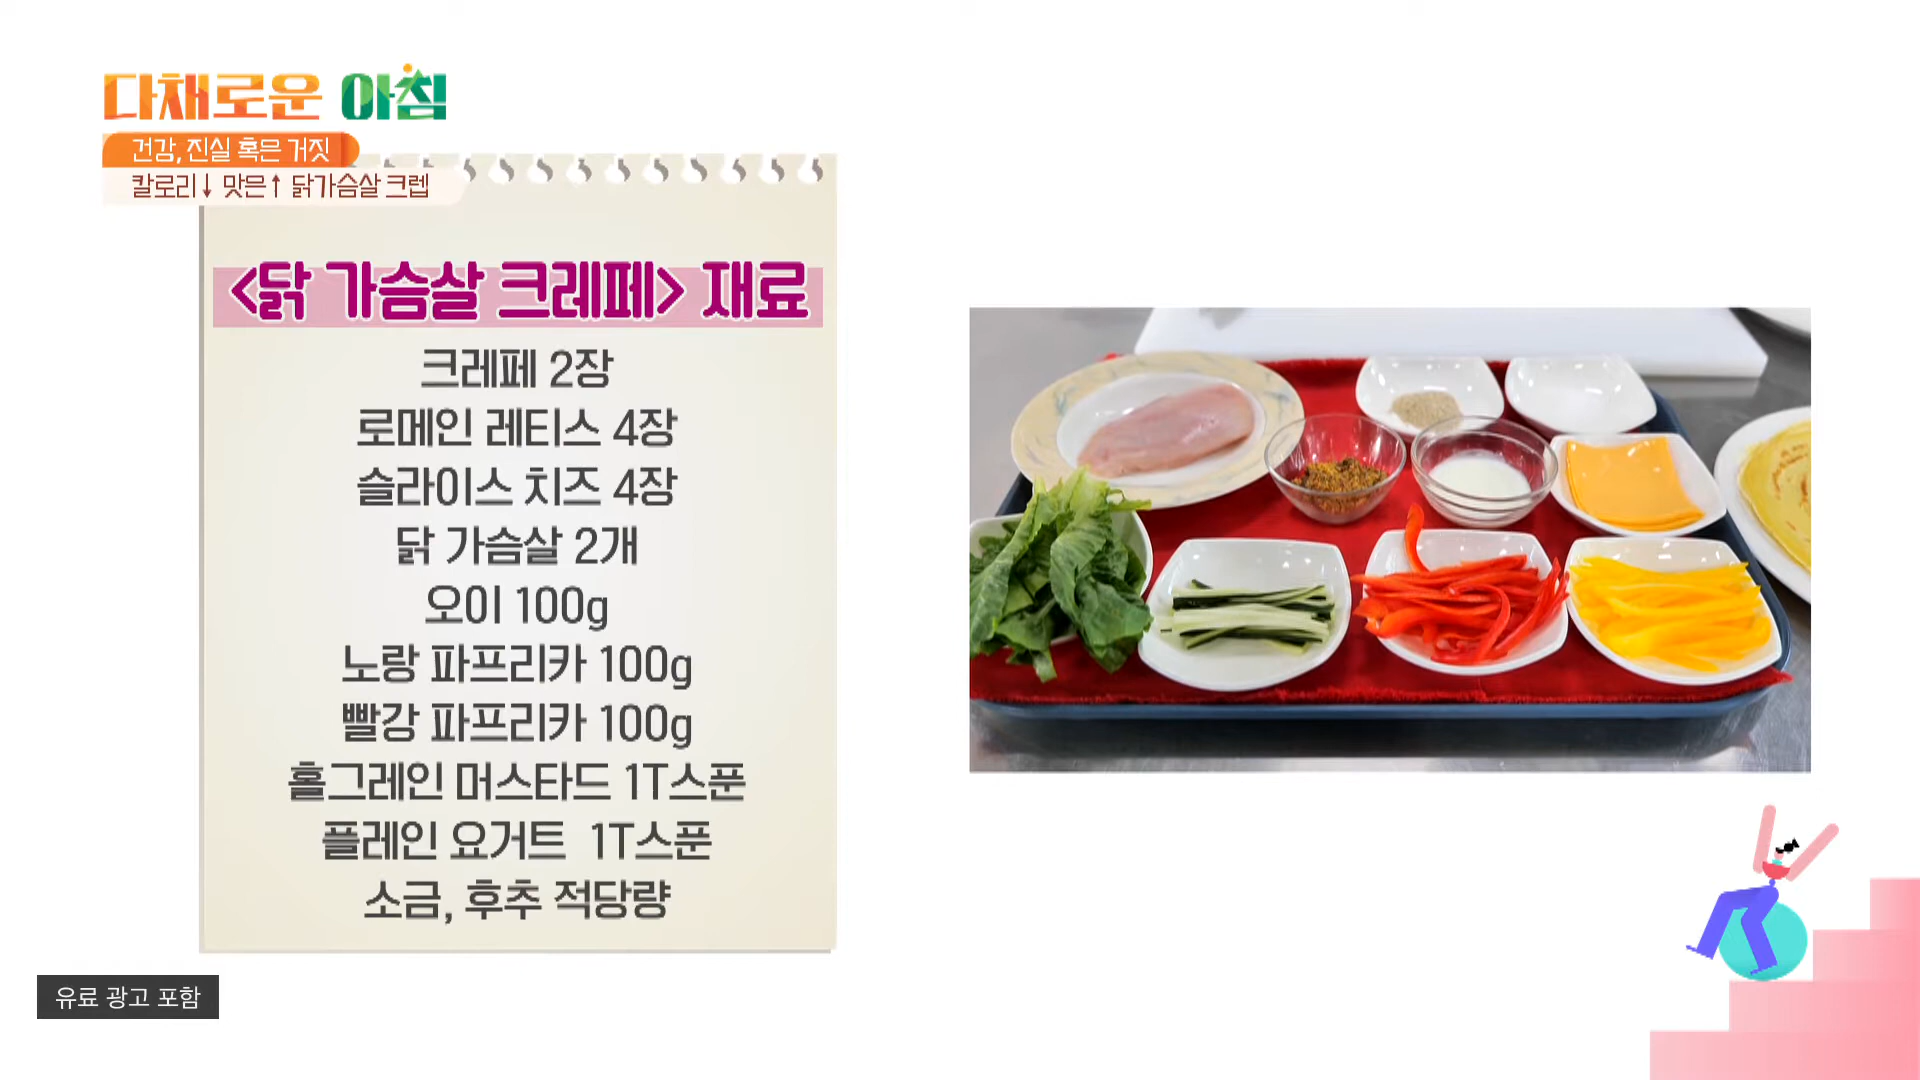 다채로운 아침
건강, 진실 혹은 거짓
칼로리↓ 맛은↑ 닭가슴살 크렙
<닭 가슴살 크레페> 재료
크레페 2장
로메인 레티스 4장
슬라이스 치즈 4장
닭 가슴살 2개
오이 100g
노랑 파프리카 100g
빨강 파프리카 100g
홀그레인 머스타드 1T스푼
플레인 요거트 1T스푼
소금, 후추 적당량
유료 광고 포함